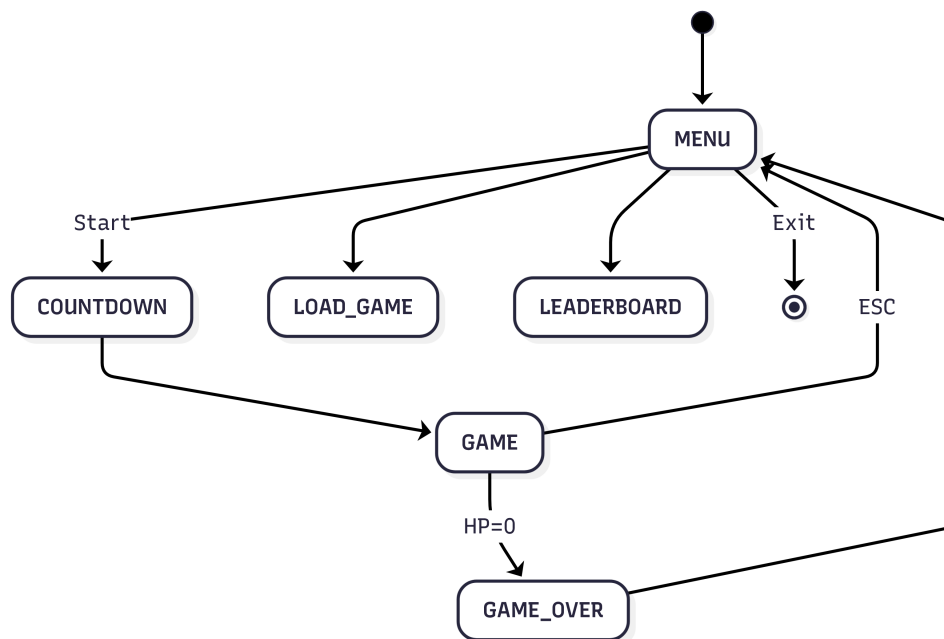 MENU
Start
Exit
COUNTDOWN
LOAD_GAME
LEADERBOARD
ESC
GAME
HP=0
GAME_OVER